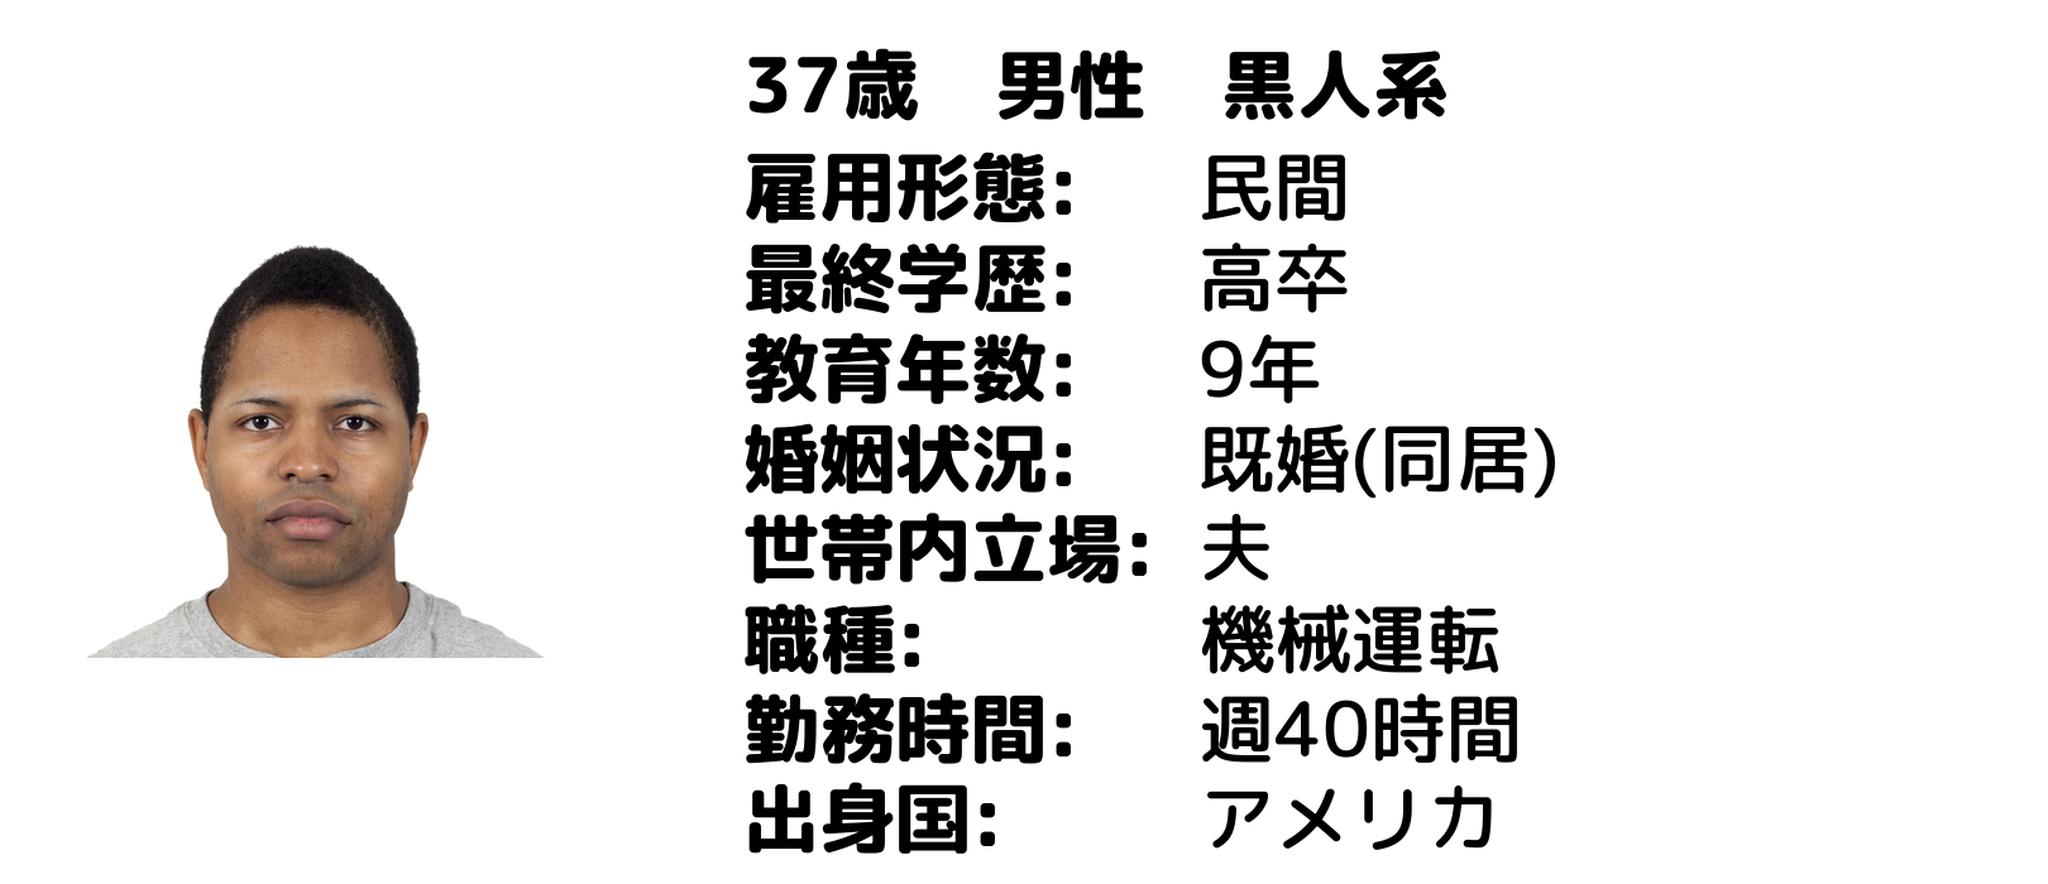 37歳　男性　黒人系
雇用形態: 民間
最終学歴: 高卒
教育年数: 9年
婚姻状況: 既婚(同居)
世帯内立場: 夫
職種: 機械運転
勤務時間: 週40時間
出身国: アメリカ